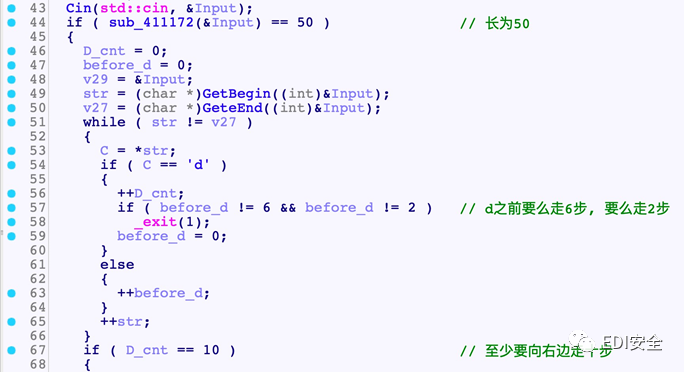 43 Cin(std::cin, &Input);
44 if ( sub_411172(&Input) == 50 ) // 长为50
45 {
46 D_cnt = 0;
47 before_d = 0;
48 v29 = &Input;
49 str = (char *)GetBegin((int)&Input);
50 v27 = (char *)GeteEnd((int)&Input);
51 while ( str != v27 )
52 {
53 C = *str;
54 if ( C == 'd' )
55 {
56 ++D_cnt;
57 if ( before_d != 6 && before_d != 2 ) // d之前要么走6步, 要么走2步
58 _exit(1);
59 before_d = 0;
60 }
61 else
62 {
63 ++before_d;
64 }
65 ++str;
66 }
EDI安全
67 if ( D_cnt == 10 ) // 至少要向右边走 步
68 {